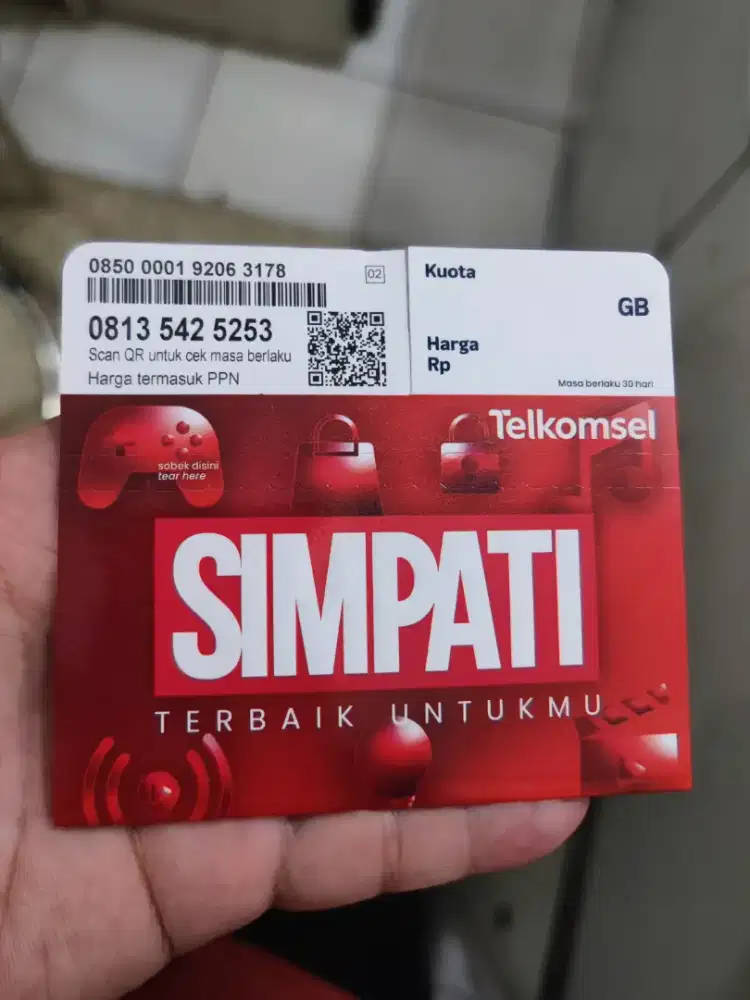 0850 0001 9206 3178
02
0813 542 5253
Scan QR untuk cek masa berlaku
Harga termasuk PPN
Kuota
GB
Harga
Rp
Masa berlaku 30 hari
Telkomsel
sobek disini
tear here
SIMPATI
TERBAIK UNTUKMU